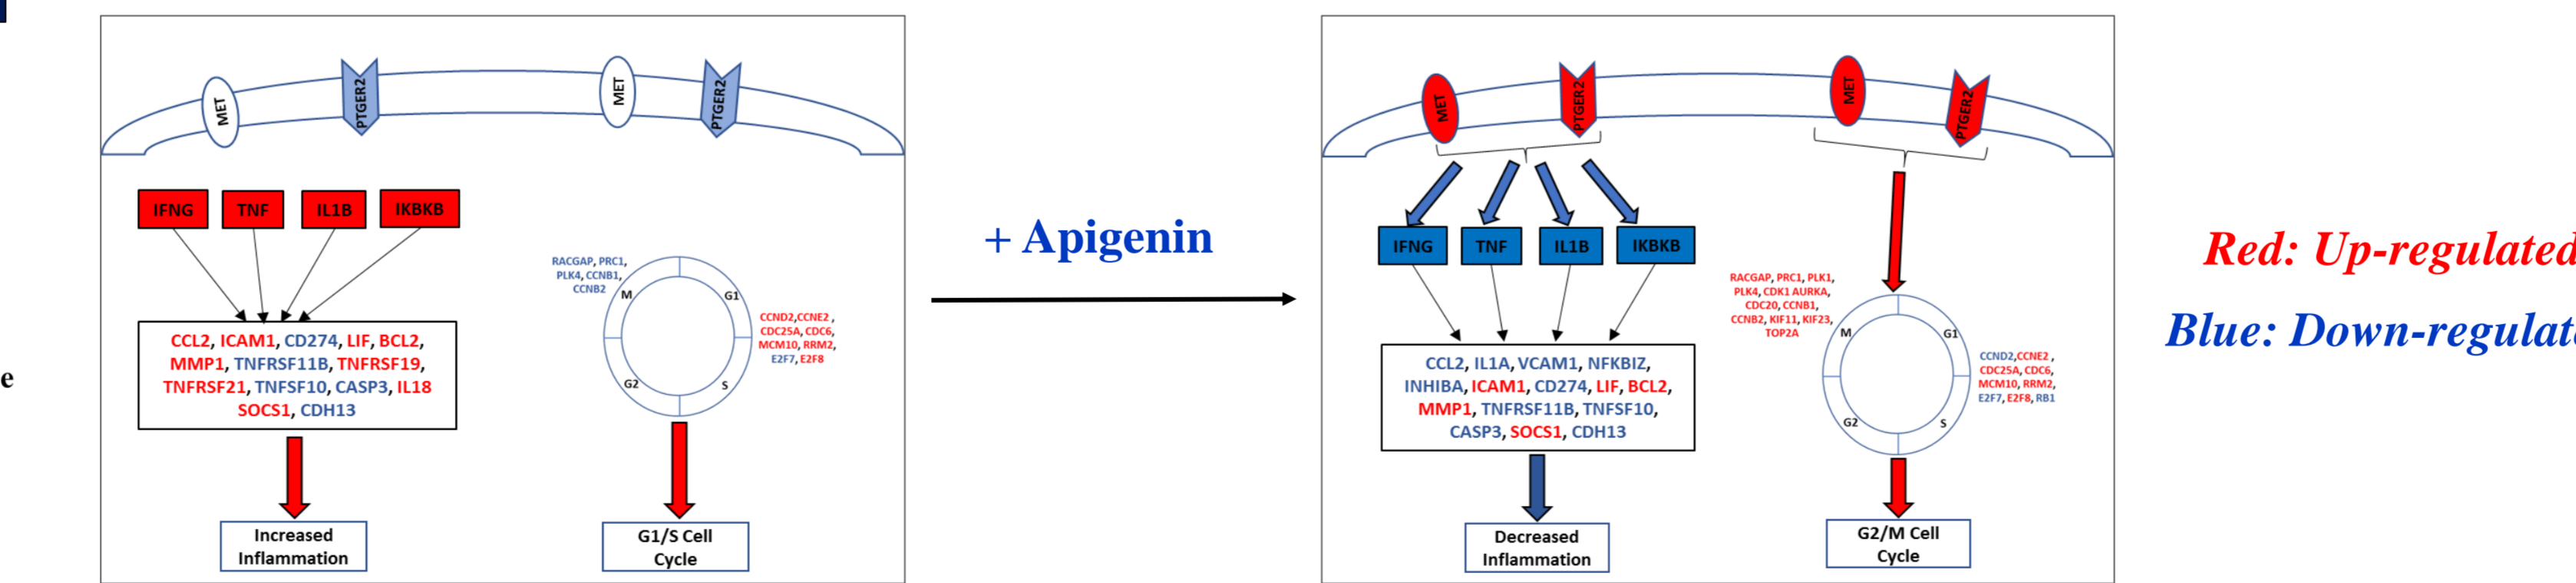 e
MET
PTGER2
MET
PTGER2
IFNG
TNF
IL1B
IKBKB
CCL2, ICAM1, CD274, LIF, BCL2,
MMP1, TNFRSF11B, TNFRSF19,
TNFRSF21, TNFSF10, CASP3, IL18
SOCS1, CDH13
Increased
Inflammation
RACGAP, PRC1,
PLK4, CCNB1,
CCNB2
M
G1
G2
S
CCND2,CCNE2 ,
CDC25A, CDC6,
MCM10, RRM2,
E2F7, E2F8
G1/S Cell
Cycle
+ Apigenin
MET
PTGER2
MET
PTGER2
IFNG
TNF
IL1B
IKBKB
CCL2, IL1A, VCAM1, NFKBIZ,
INHIBA, ICAM1, CD274, LIF, BCL2,
MMP1, TNFRSF11B, TNFSF10,
CASP3, SOCS1, CDH13
Decreased
Inflammation
RACGAP, PRC1, PLK1,
PLK4, CDK1 AURKA,
CDC20, CCNB1,
CCNB2, KIF11, KIF23,
TOP2A
M
G1
G2
S
CCND2,CCNE2 ,
CDC25A, CDC6,
MCM10, RRM2,
E2F7, E2F8, RB1
G2/M Cell
Cycle
Red: Up-regulated
Blue: Down-regulate